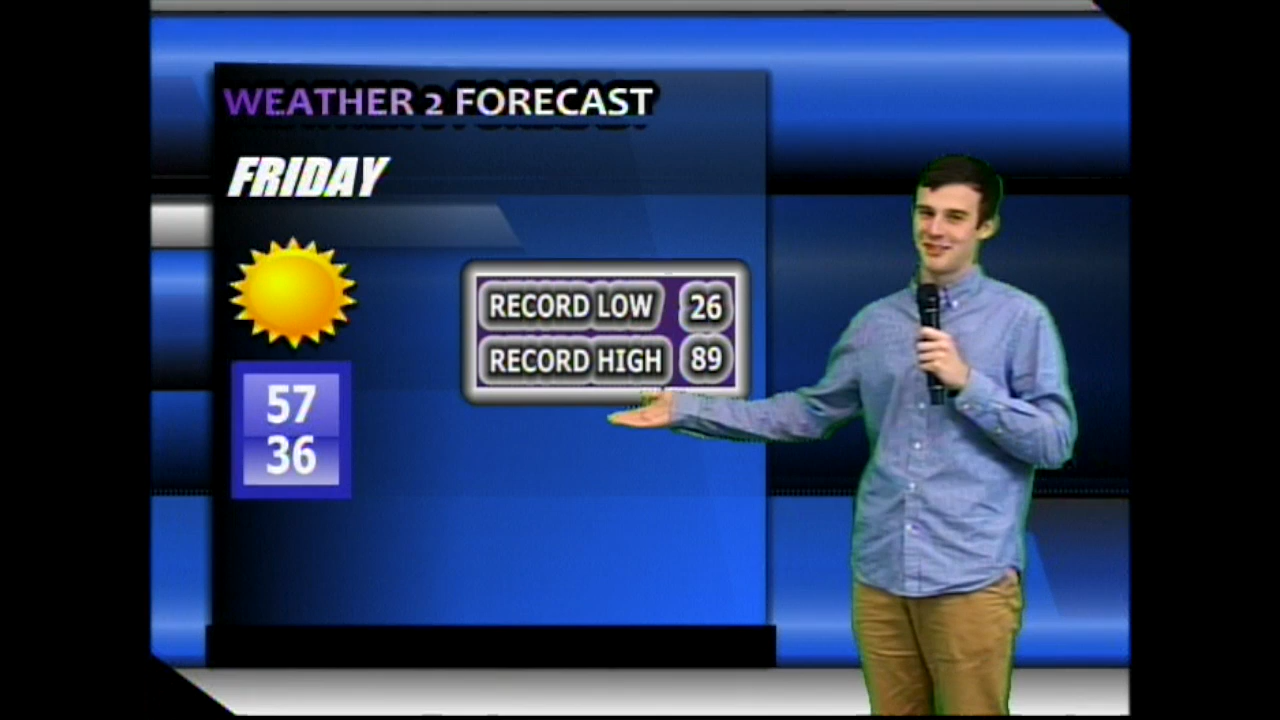 WEATHER 2 FORECAST
FRIDAY
RECORD LOW 26
RECORD HIGH 89
57
36